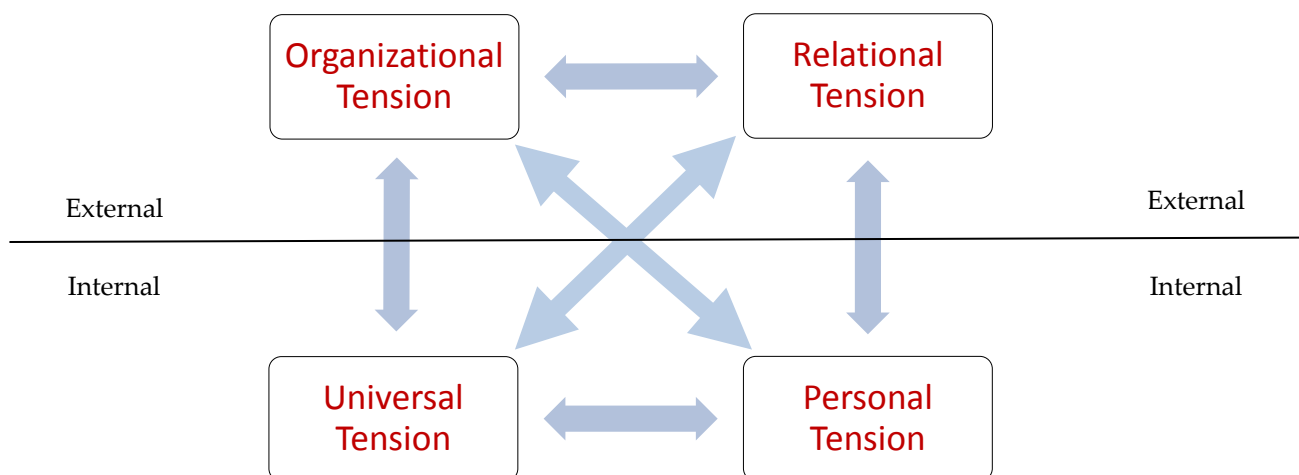 Organizational
Tension
Relational
Tension
External
External
Internal
Internal
Universal
Tension
Personal
Tension